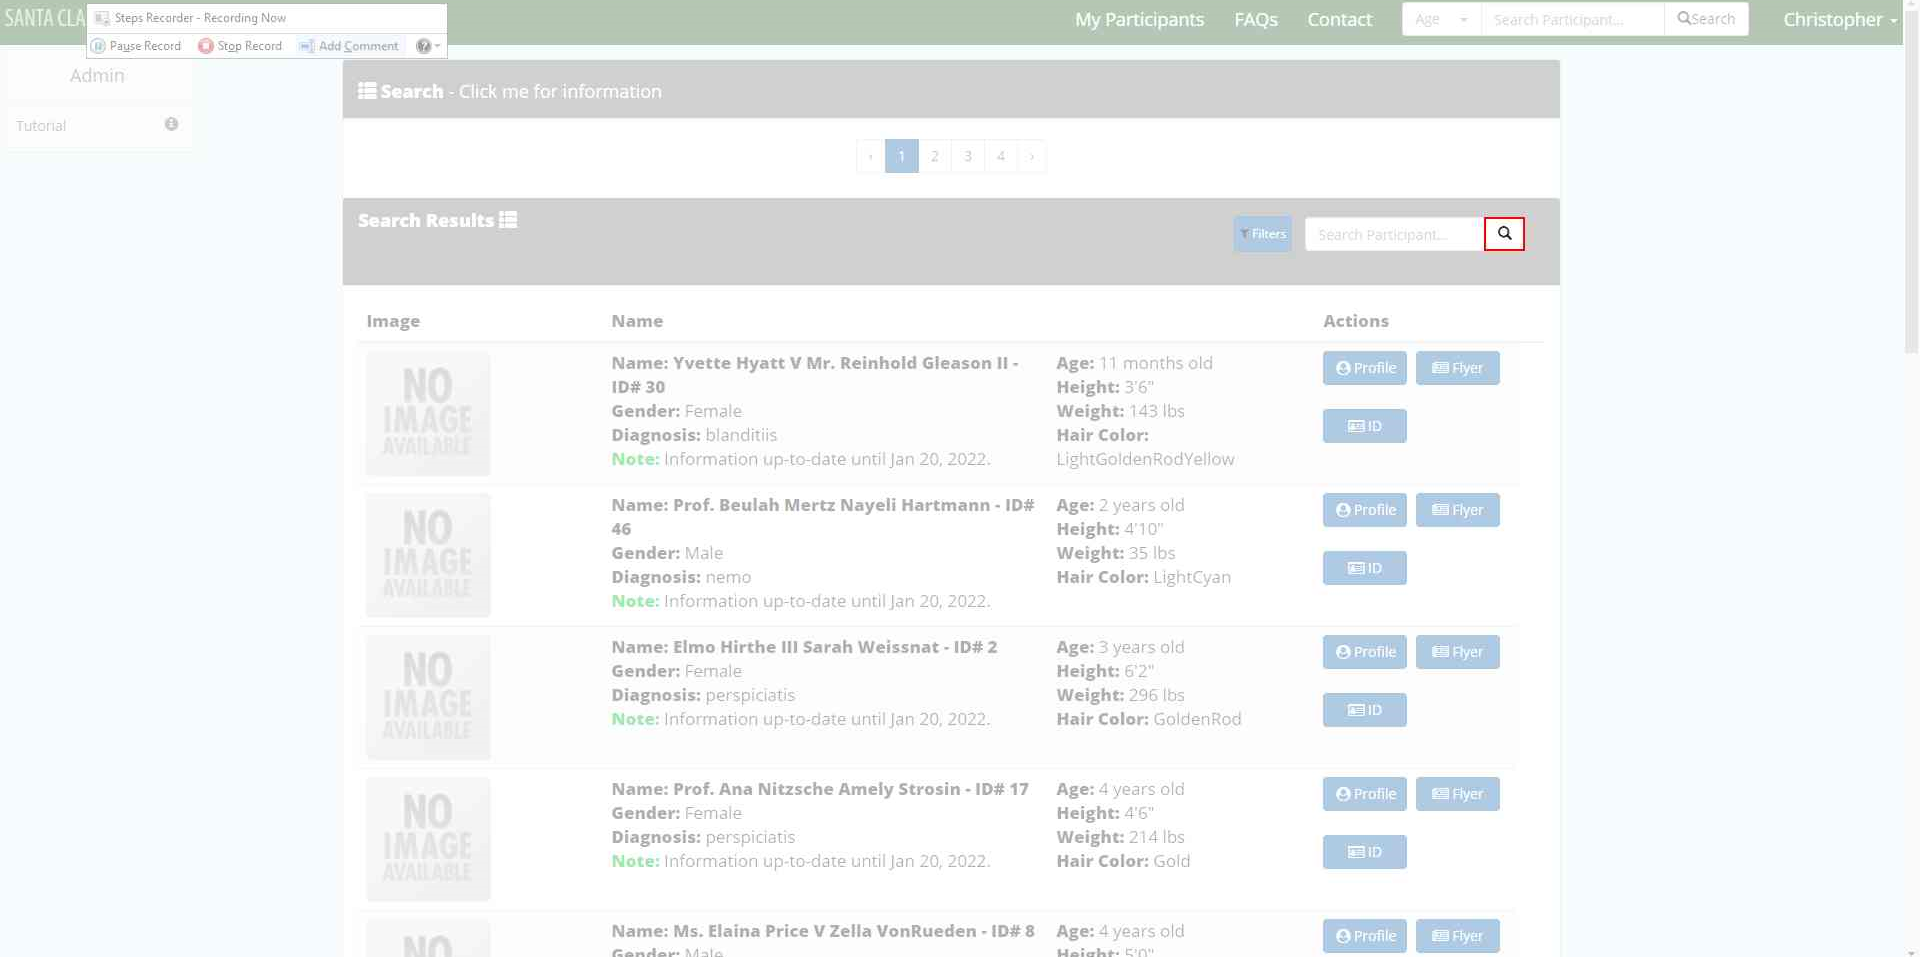 SANTA CLA
Steps Recorder - Recording Now
Pause Record Stop Record Add Comment
My Participants FAQs Contact Age Search Participant... Search Christopher
Admin
Tutorial
Search - Click me for information
‹ 1 2 3 4 ›
Search Results
Filters Search Participant...
Image Name Actions
Name: Yvette Hyatt V Mr. Reinhold Gleason II -
ID# 30
Gender: Female
Diagnosis: blanditiis
Note: Information up-to-date until Jan 20, 2022.
Age: 11 months old
Height: 3'6"
Weight: 143 lbs
Hair Color:
LightGoldenRodYellow
Profile Flyer
ID
NO
IMAGE
AVAILABLE
Name: Prof. Beulah Mertz Nayeli Hartmann - ID#
46
Gender: Male
Diagnosis: nemo
Note: Information up-to-date until Jan 20, 2022.
Age: 2 years old
Height: 4'10"
Weight: 35 lbs
Hair Color: LightCyan
Profile Flyer
ID
NO
IMAGE
AVAILABLE
Name: Elmo Hirthe III Sarah Weissnat - ID# 2
Gender: Female
Diagnosis: perspiciatis
Note: Information up-to-date until Jan 20, 2022.
Age: 3 years old
Height: 6'2"
Weight: 296 lbs
Hair Color: GoldenRod
Profile Flyer
ID
NO
IMAGE
AVAILABLE
Name: Prof. Ana Nitzsche Amely Strosin - ID# 17
Gender: Female
Diagnosis: perspiciatis
Note: Information up-to-date until Jan 20, 2022.
Age: 4 years old
Height: 4'6"
Weight: 214 lbs
Hair Color: Gold
Profile Flyer
ID
NO
IMAGE
AVAILABLE
Name: Ms. Elaina Price V Zella VonRueden - ID# 8
Gender: Male
Age: 4 years old
Height: 5'0"
Profile Flyer
NO